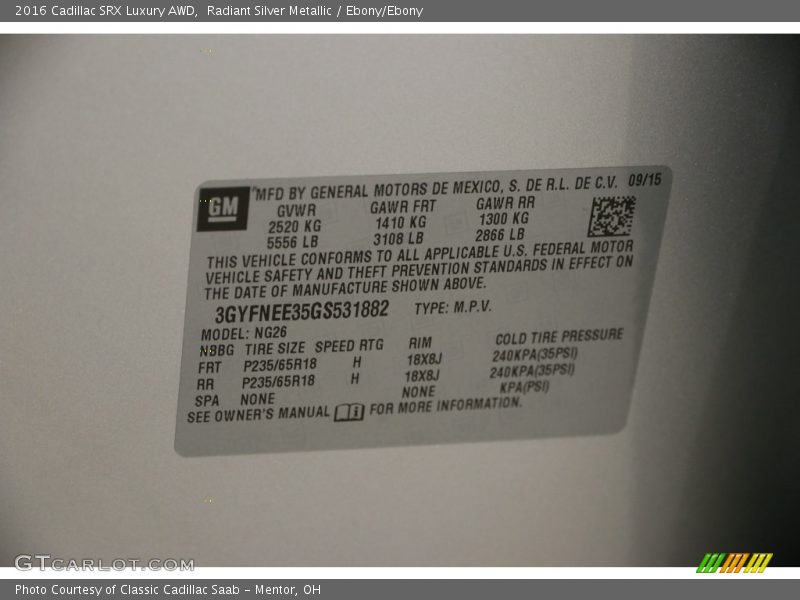 2016 Cadillac SRX Luxury AWD,  Radiant Silver Metallic / Ebony/Ebony
GM
MFD BY GENERAL MOTORS DE MEXICO, S. DE R.L. DE C.V. 09/15
GVWR GAWR FRT GAWR RR
2520 KG 1410 KG 1300 KG
5556 LB 3108 LB 2866 LB
THIS VEHICLE CONFORMS TO ALL APPLICABLE U.S. FEDERAL MOTOR
VEHICLE SAFETY AND THEFT PREVENTION STANDARDS IN EFFECT ON
THE DATE OF MANUFACTURE SHOWN ABOVE.
3GYFNEE35GS531882 TYPE: M.P.V.
MODEL: NG26
NBBG TIRE SIZE SPEED RTG RIM COLD TIRE PRESSURE
FRT P235/65R18 H 18X8J 240KPA(35PSI)
RR P235/65R18 H 18X8J 240KPA(35PSI)
SPA NONE NONE KPA(PSI)
SEE OWNER'S MANUAL FOR MORE INFORMATION.
GTCARLOT.COM
Photo Courtesy of Classic Cadillac Saab - Mentor, OH